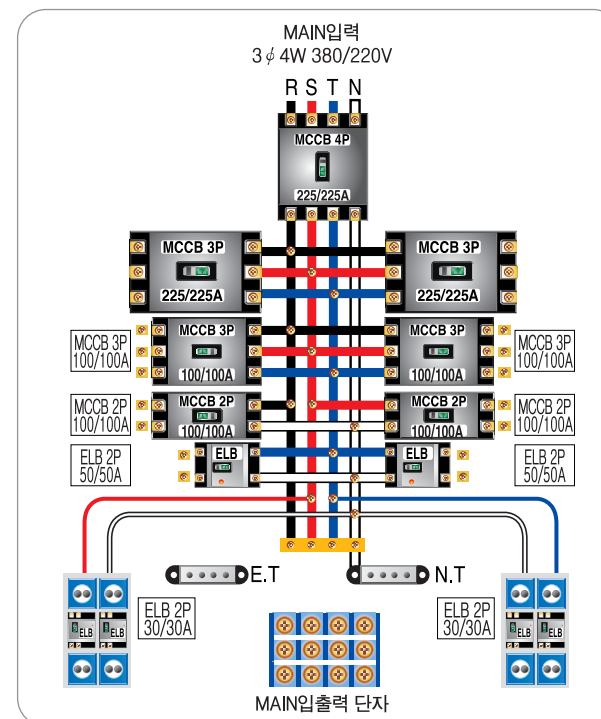 MAIN입력
3 ϕ 4W 380/220V
R S T N
MCCB 4P
225/225A
MCCB 3P
225/225A
MCCB 3P
225/225A
MCCB 3P
100/100A
MCCB 3P
100/100A
MCCB 3P
100/100A
MCCB 3P
100/100A
MCCB 2P
100/100A
MCCB 2P
100/100A
MCCB 2P
100/100A
MCCB 2P
100/100A
ELB 2P
50/50A
ELB
ELB
ELB 2P
50/50A
E.T
N.T
ELB
ELB
ELB 2P
30/30A
ELB 2P
30/30A
ELB
ELB
MAIN입출력 단자